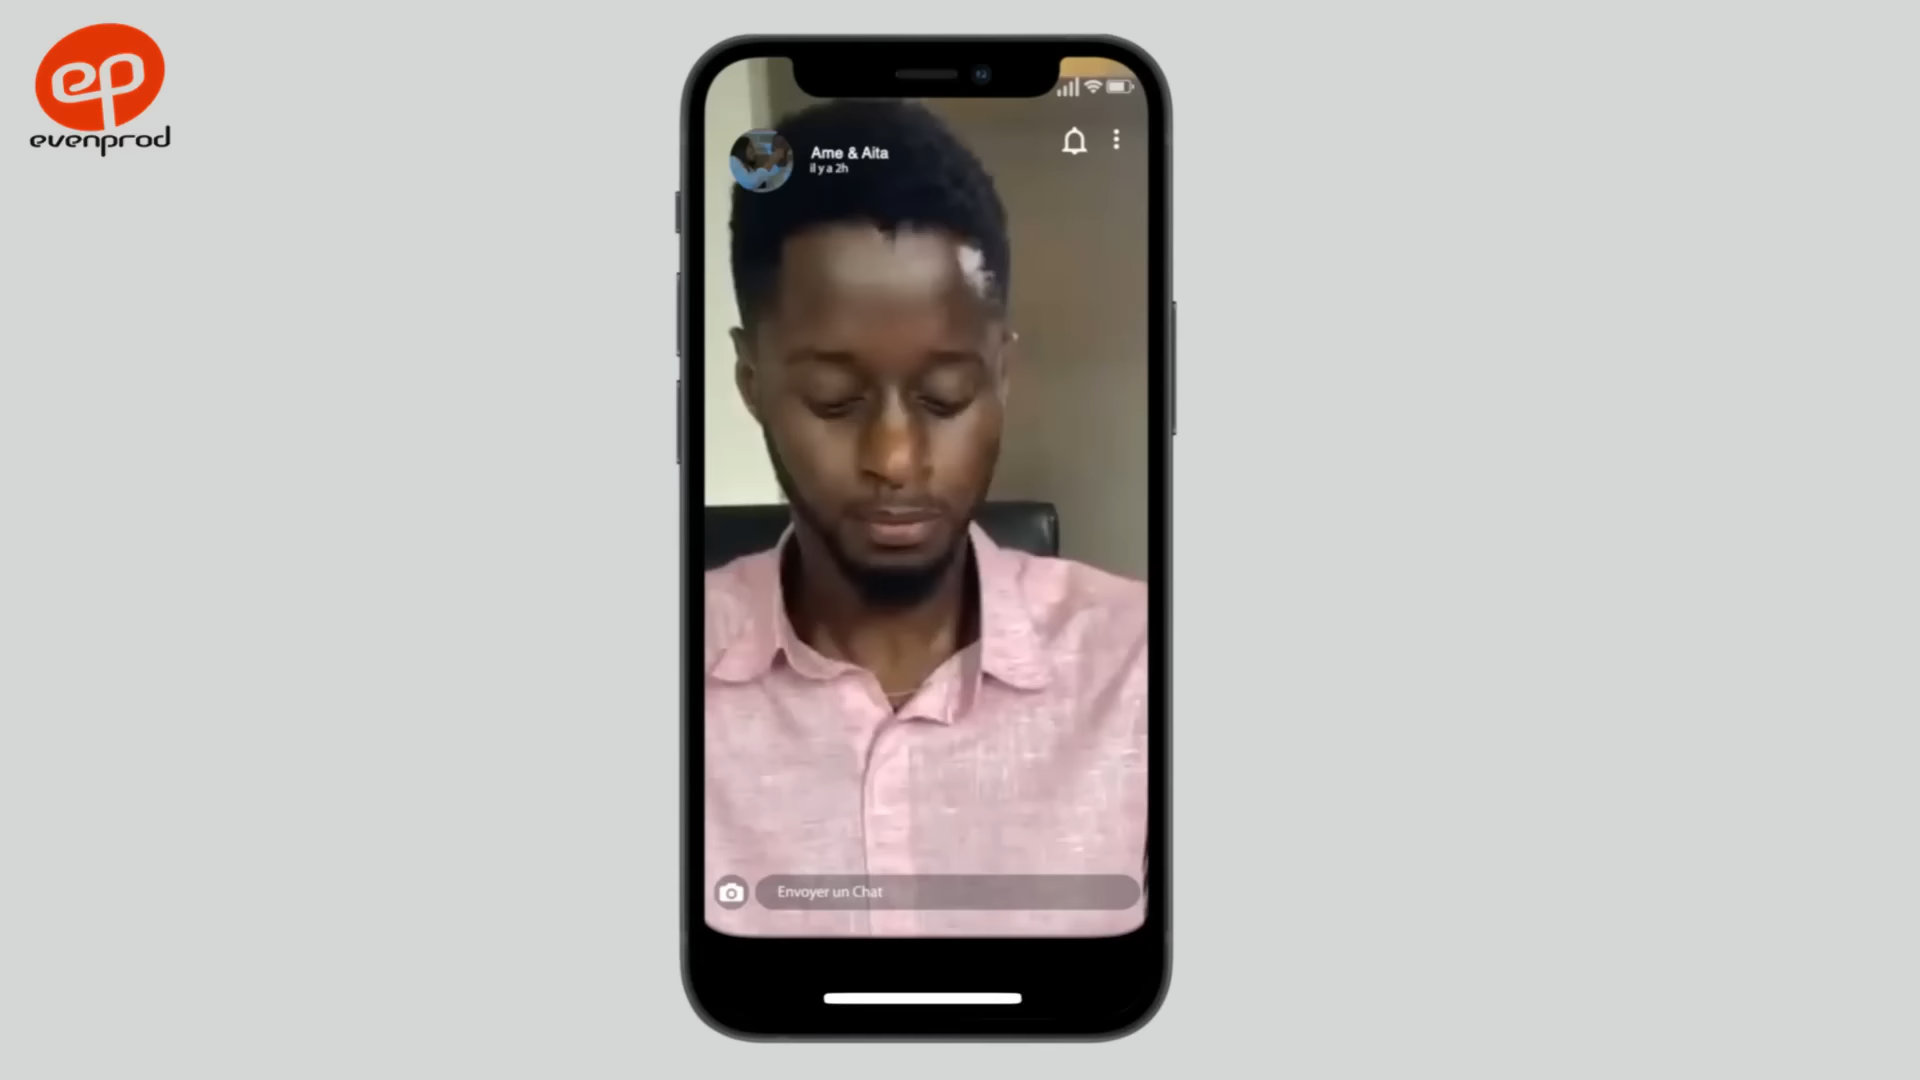 ep
evenprod
Ame & Aita
il y a 2h
Envoyer un Chat